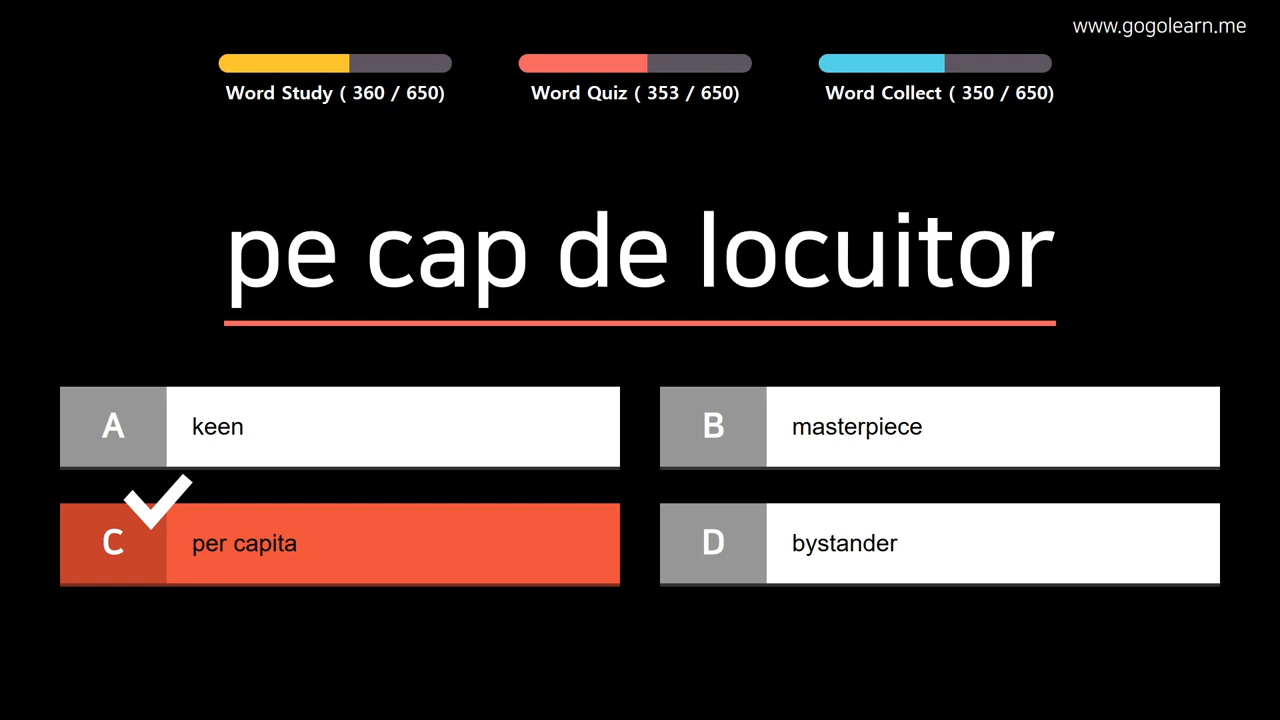 www.gogolearn.me
Word Study ( 360 / 650)
Word Quiz ( 353 / 650)
Word Collect ( 350 / 650)
pe cap de locuitor
A
keen
B
masterpiece
C
per capita
D
bystander